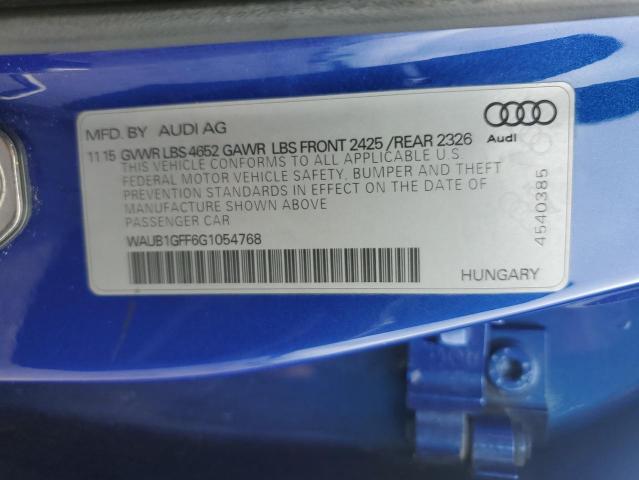 MFD. BY AUDI AG
11 15 GVWR LBS 4652 GAWR LBS FRONT 2425 /REAR 2326
THIS VEHICLE CONFORMS TO ALL APPLICABLE U.S
FEDERAL MOTOR VEHICLE SAFETY, BUMPER AND THEFT
PREVENTION STANDARDS IN EFFECT ON THE DATE OF
MANUFACTURE SHOWN ABOVE
PASSENGER CAR
WAUB1GFF6G1054768
Audi
4540385
HUNGARY